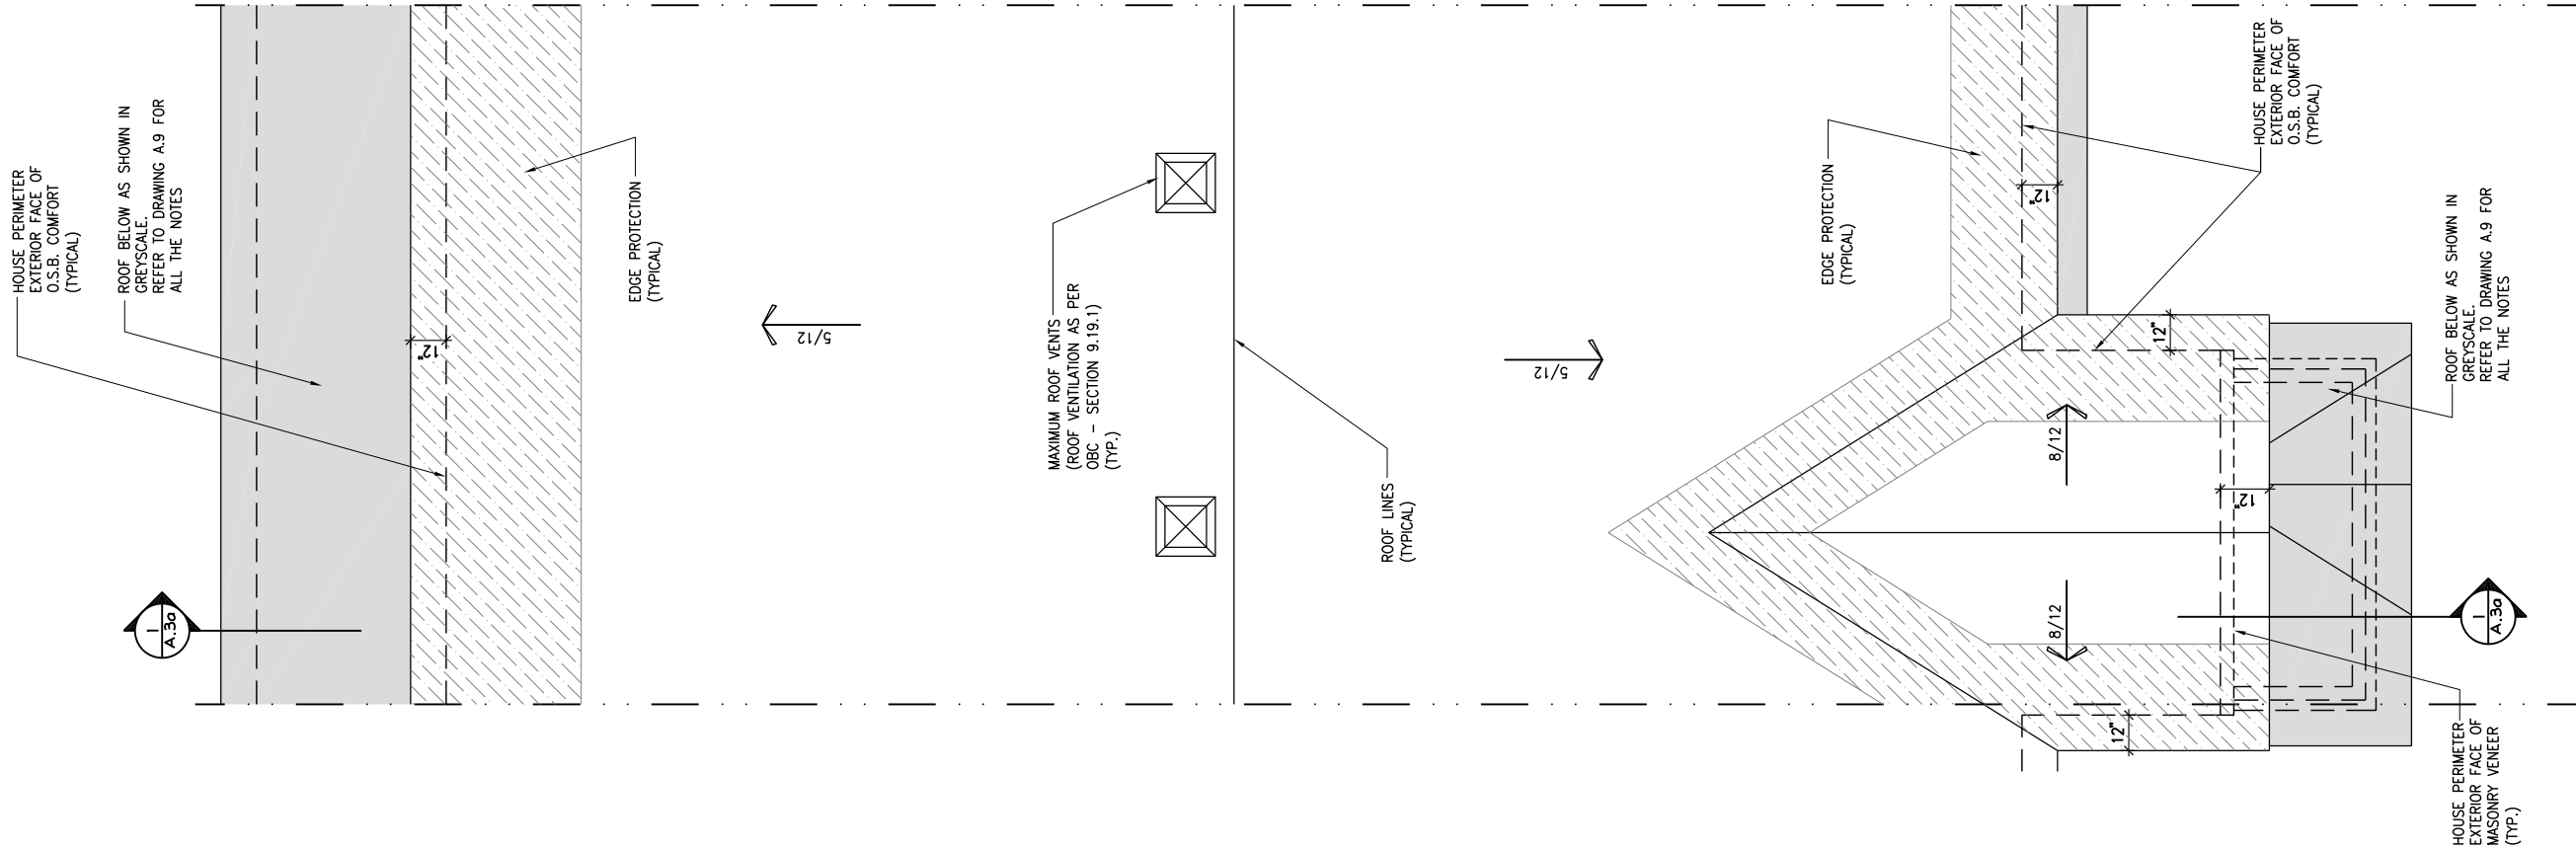 HOUSE PERIMETER
EXTERIOR FACE OF
O.S.B. COMFORT
(TYPICAL)
ROOF BELOW AS SHOWN IN
GREYSCALE.
REFER TO DRAWING A.9 FOR
ALL THE NOTES
1
A.3a
12"
EDGE PROTECTION
(TYPICAL)
5/12
MAXIMUM ROOF VENTS
(ROOF VENTILATION AS PER
OBC - SECTION 9.19.1)
(TYP.)
ROOF LINES
(TYPICAL)
5/12
EDGE PROTECTION
(TYPICAL)
12"
HOUSE PERIMETER
EXTERIOR FACE OF
O.S.B. COMFORT
(TYPICAL)
8/12
8/12
12"
12"
12"
ROOF BELOW AS SHOWN IN
GREYSCALE.
REFER TO DRAWING A.9 FOR
ALL THE NOTES
1
A.3a
HOUSE PERIMETER
EXTERIOR FACE OF
MASONRY VENEER
(TYP.)